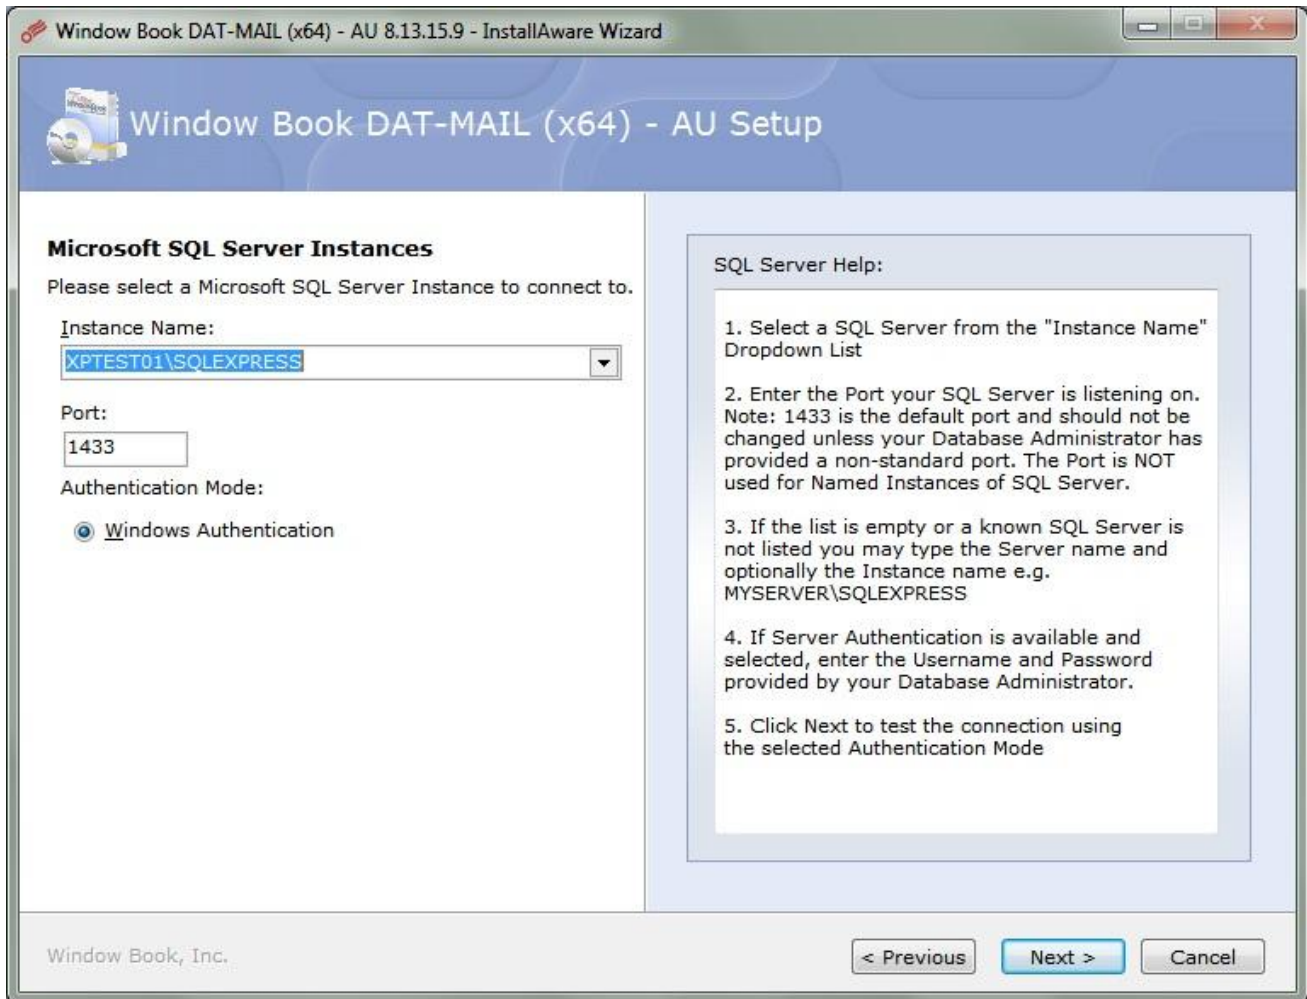 Window Book DAT-MAIL (x64) - AU 8.13.15.9 - InstallAware Wizard
Window Book DAT-MAIL (x64) - AU Setup
Microsoft SQL Server Instances
Please select a Microsoft SQL Server Instance to connect to.
Instance Name:
XPTEST01\SQLEXPRESS
Port:
1433
Authentication Mode:
Windows Authentication
SQL Server Help:
1. Select a SQL Server from the "Instance Name"
Dropdown List
2. Enter the Port your SQL Server is listening on.
Note: 1433 is the default port and should not be
changed unless your Database Administrator has
provided a non-standard port. The Port is NOT
used for Named Instances of SQL Server.
3. If the list is empty or a known SQL Server is
not listed you may type the Server name and
optionally the Instance name e.g.
MYSERVER\SQLEXPRESS
4. If Server Authentication is available and
selected, enter the Username and Password
provided by your Database Administrator.
5. Click Next to test the connection using
the selected Authentication Mode
Window Book, Inc.
< Previous
Next >
Cancel